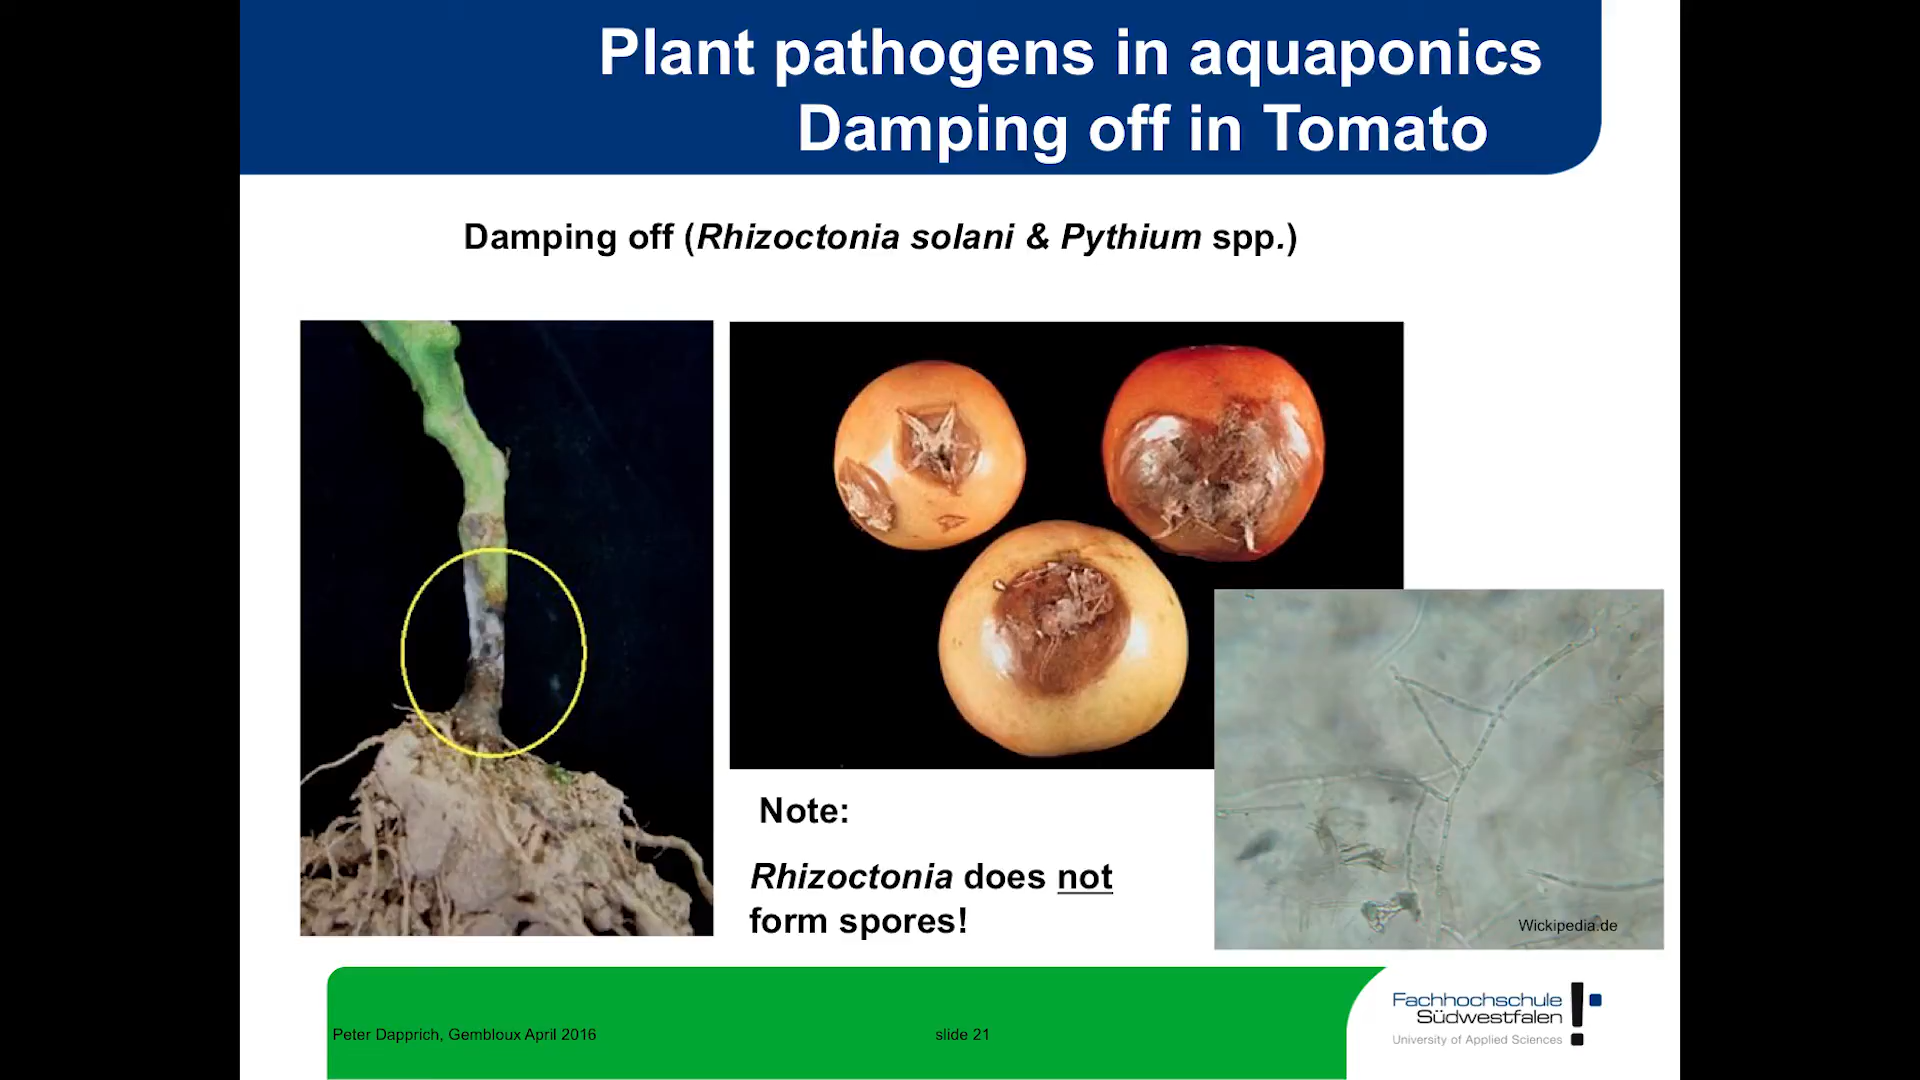 Plant pathogens in aquaponics
Damping off in Tomato
Damping off (Rhizoctonia solani & Pythium spp.)
Note:
Rhizoctonia does not
form spores!
Wickipedia.de
Peter Dapprich, Gembloux April 2016
slide 21
Fachhochschule
Südwestfalen
University of Applied Sciences